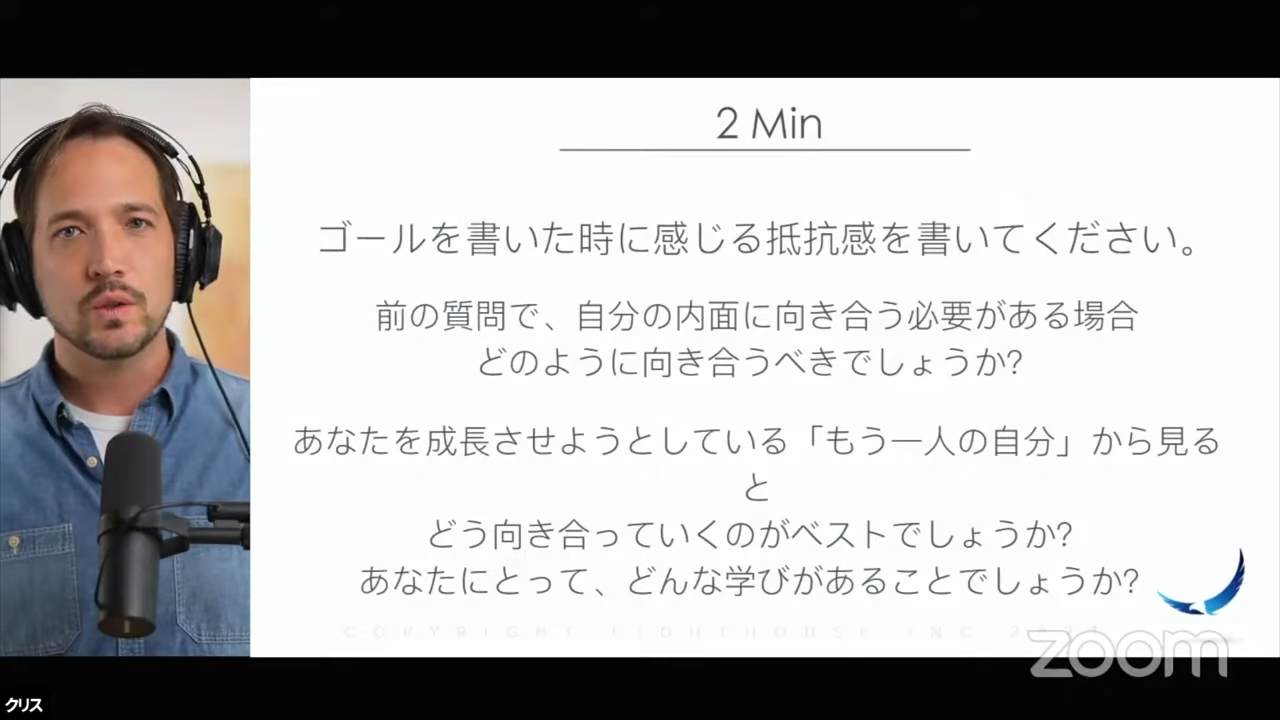 2 Min
ゴールを書いた時に感じる抵抗感を書いてください。
前の質問で、自分の内面に向き合う必要がある場合
どのように向き合うべきでしょうか?
あなたを成長させようとしている「もう一人の自分」から見る
と
どう向き合っていくのがベストでしょうか?
あなたにとって、どんな学びがあることでしょうか?
COPYRIGHT LIGHTHOUSE INC
zoom
クリス